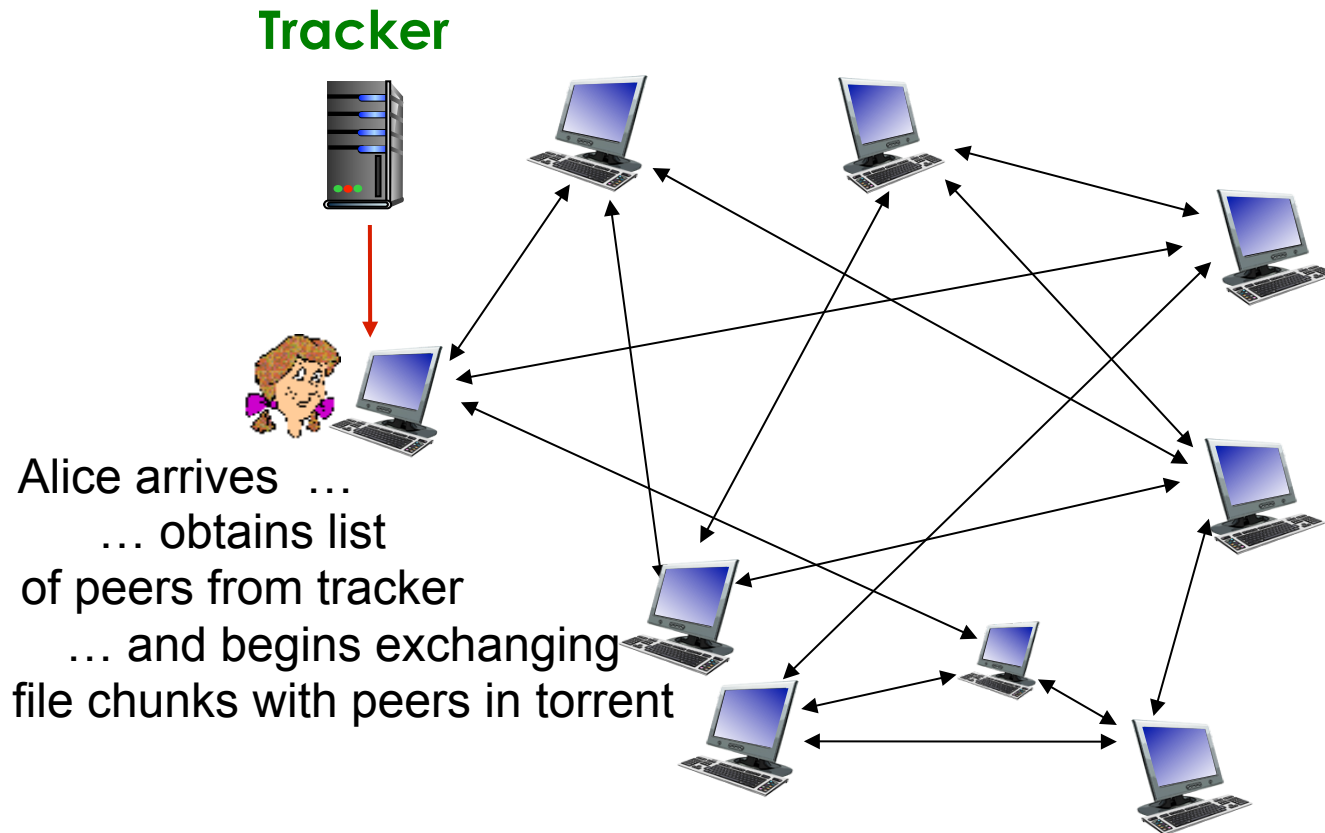 Tracker
Alice arrives …
… obtains list
of peers from tracker
… and begins exchanging
file chunks with peers in torrent